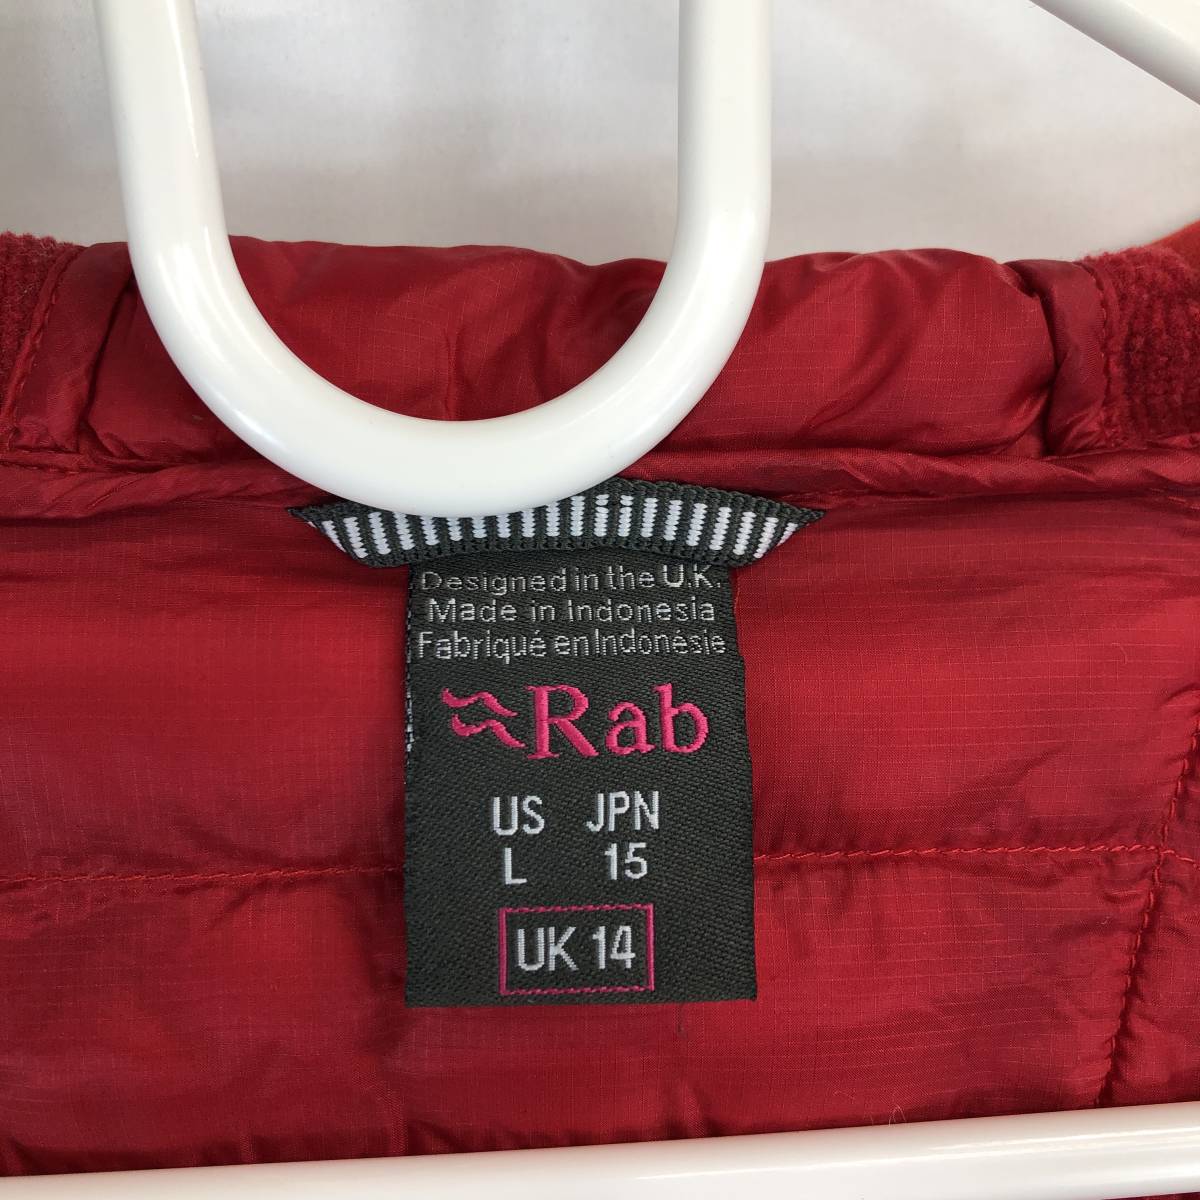 Designed in the U.K.
Made in Indonesia
Fabriqué en Indonésie
Rab
US JPN
L 15
UK 14